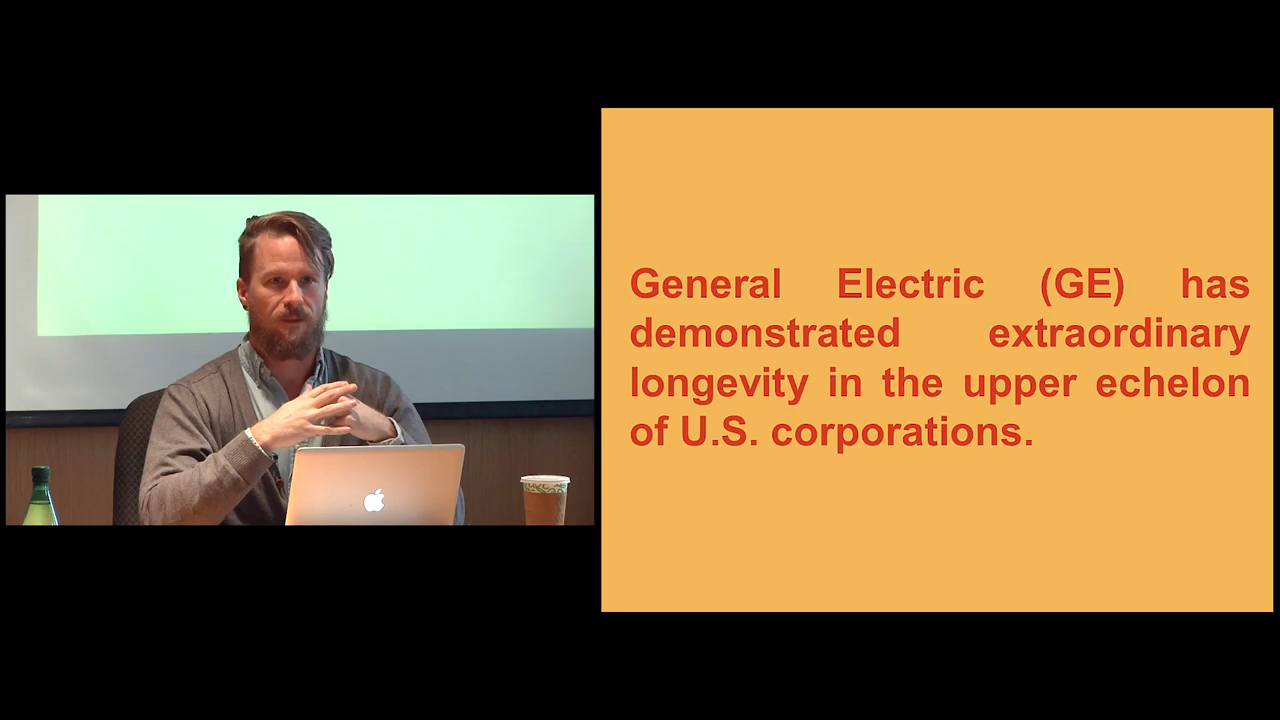 General Electric (GE) has
demonstrated extraordinary
longevity in the upper echelon
of U.S. corporations.